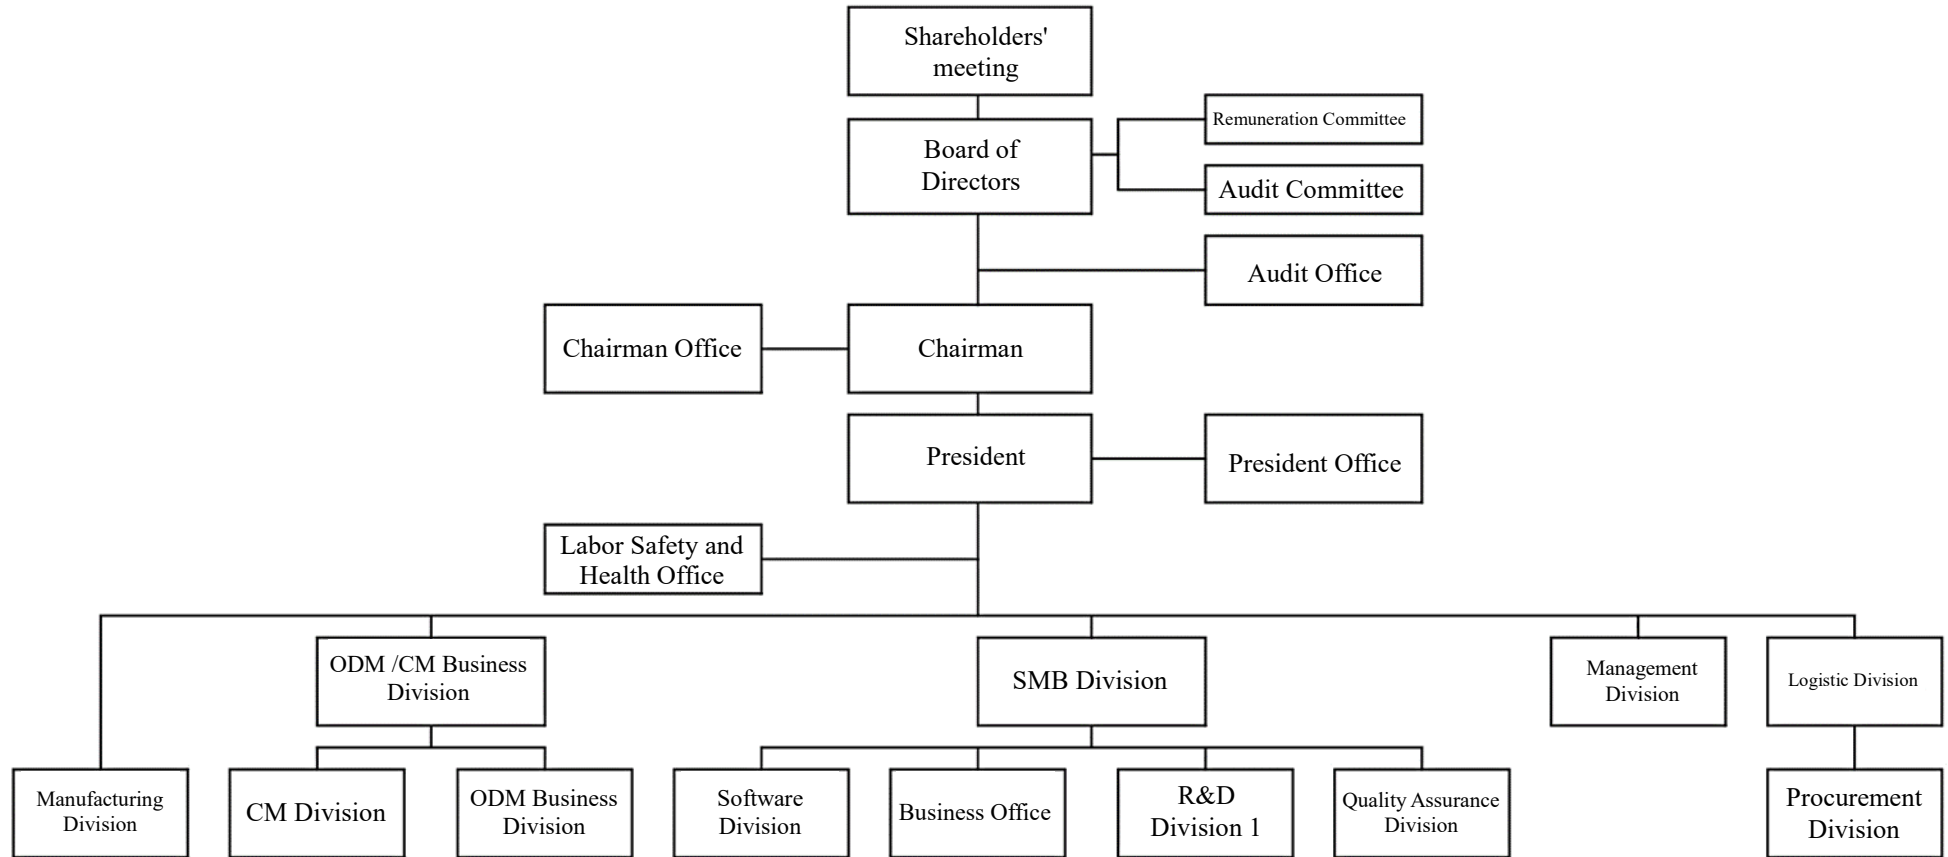 Shareholders'
meeting
Remuneration Committee
Board of
Directors
Audit Committee
Audit Office
Chairman Office
Chairman
President
President Office
Labor Safety and
Health Office
ODM /CM Business
Division
SMB Division
Management
Division
Logistic Division
Manufacturing
Division
CM Division
ODM Business
Division
Software
Division
Business Office
R&D
Division 1
Quality Assurance
Division
Procurement
Division